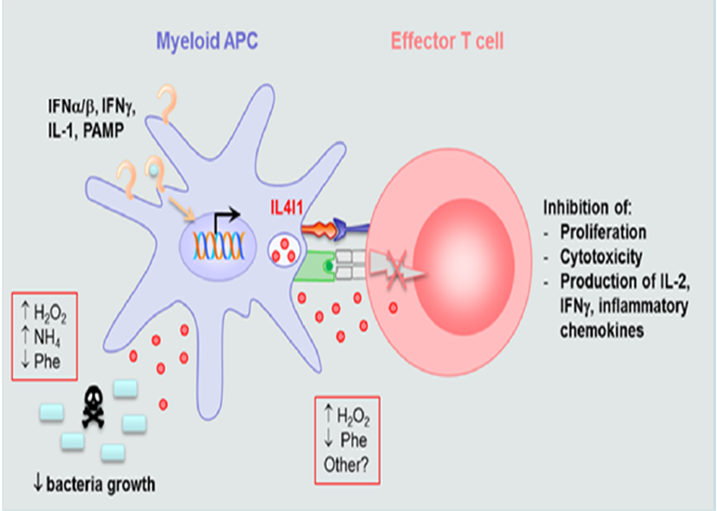 Myeloid APC
Effector T cell
IFNα/β, IFNγ,
IL-1, PAMP
IL4I1
Inhibition of:
- Proliferation
- Cytotoxicity
- Production of IL-2,
IFNγ, inflammatory
chemokines
↑ H₂O₂
↑ NH₄
↓ Phe
↑ H₂O₂
↓ Phe
Other?
↓ bacteria growth